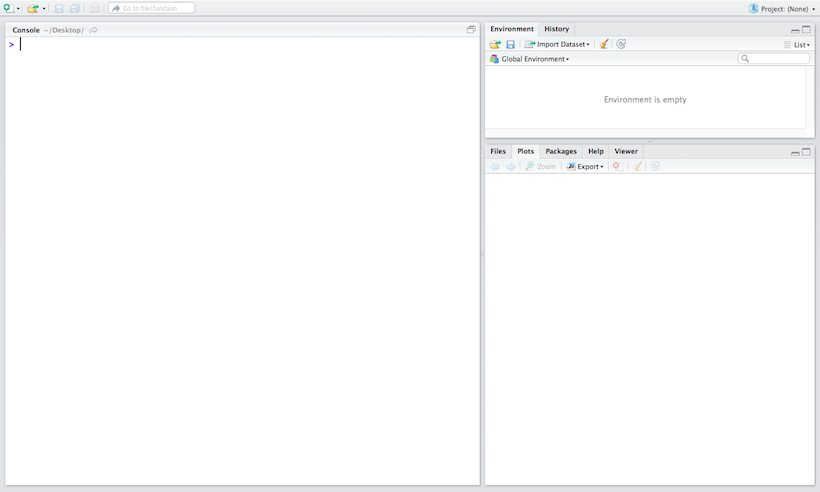 Go to file/function
Project: (None)
Console ~/Desktop/
>
Environment History
Import Dataset
List
Global Environment
Environment is empty
Files Plots Packages Help Viewer
Zoom Export